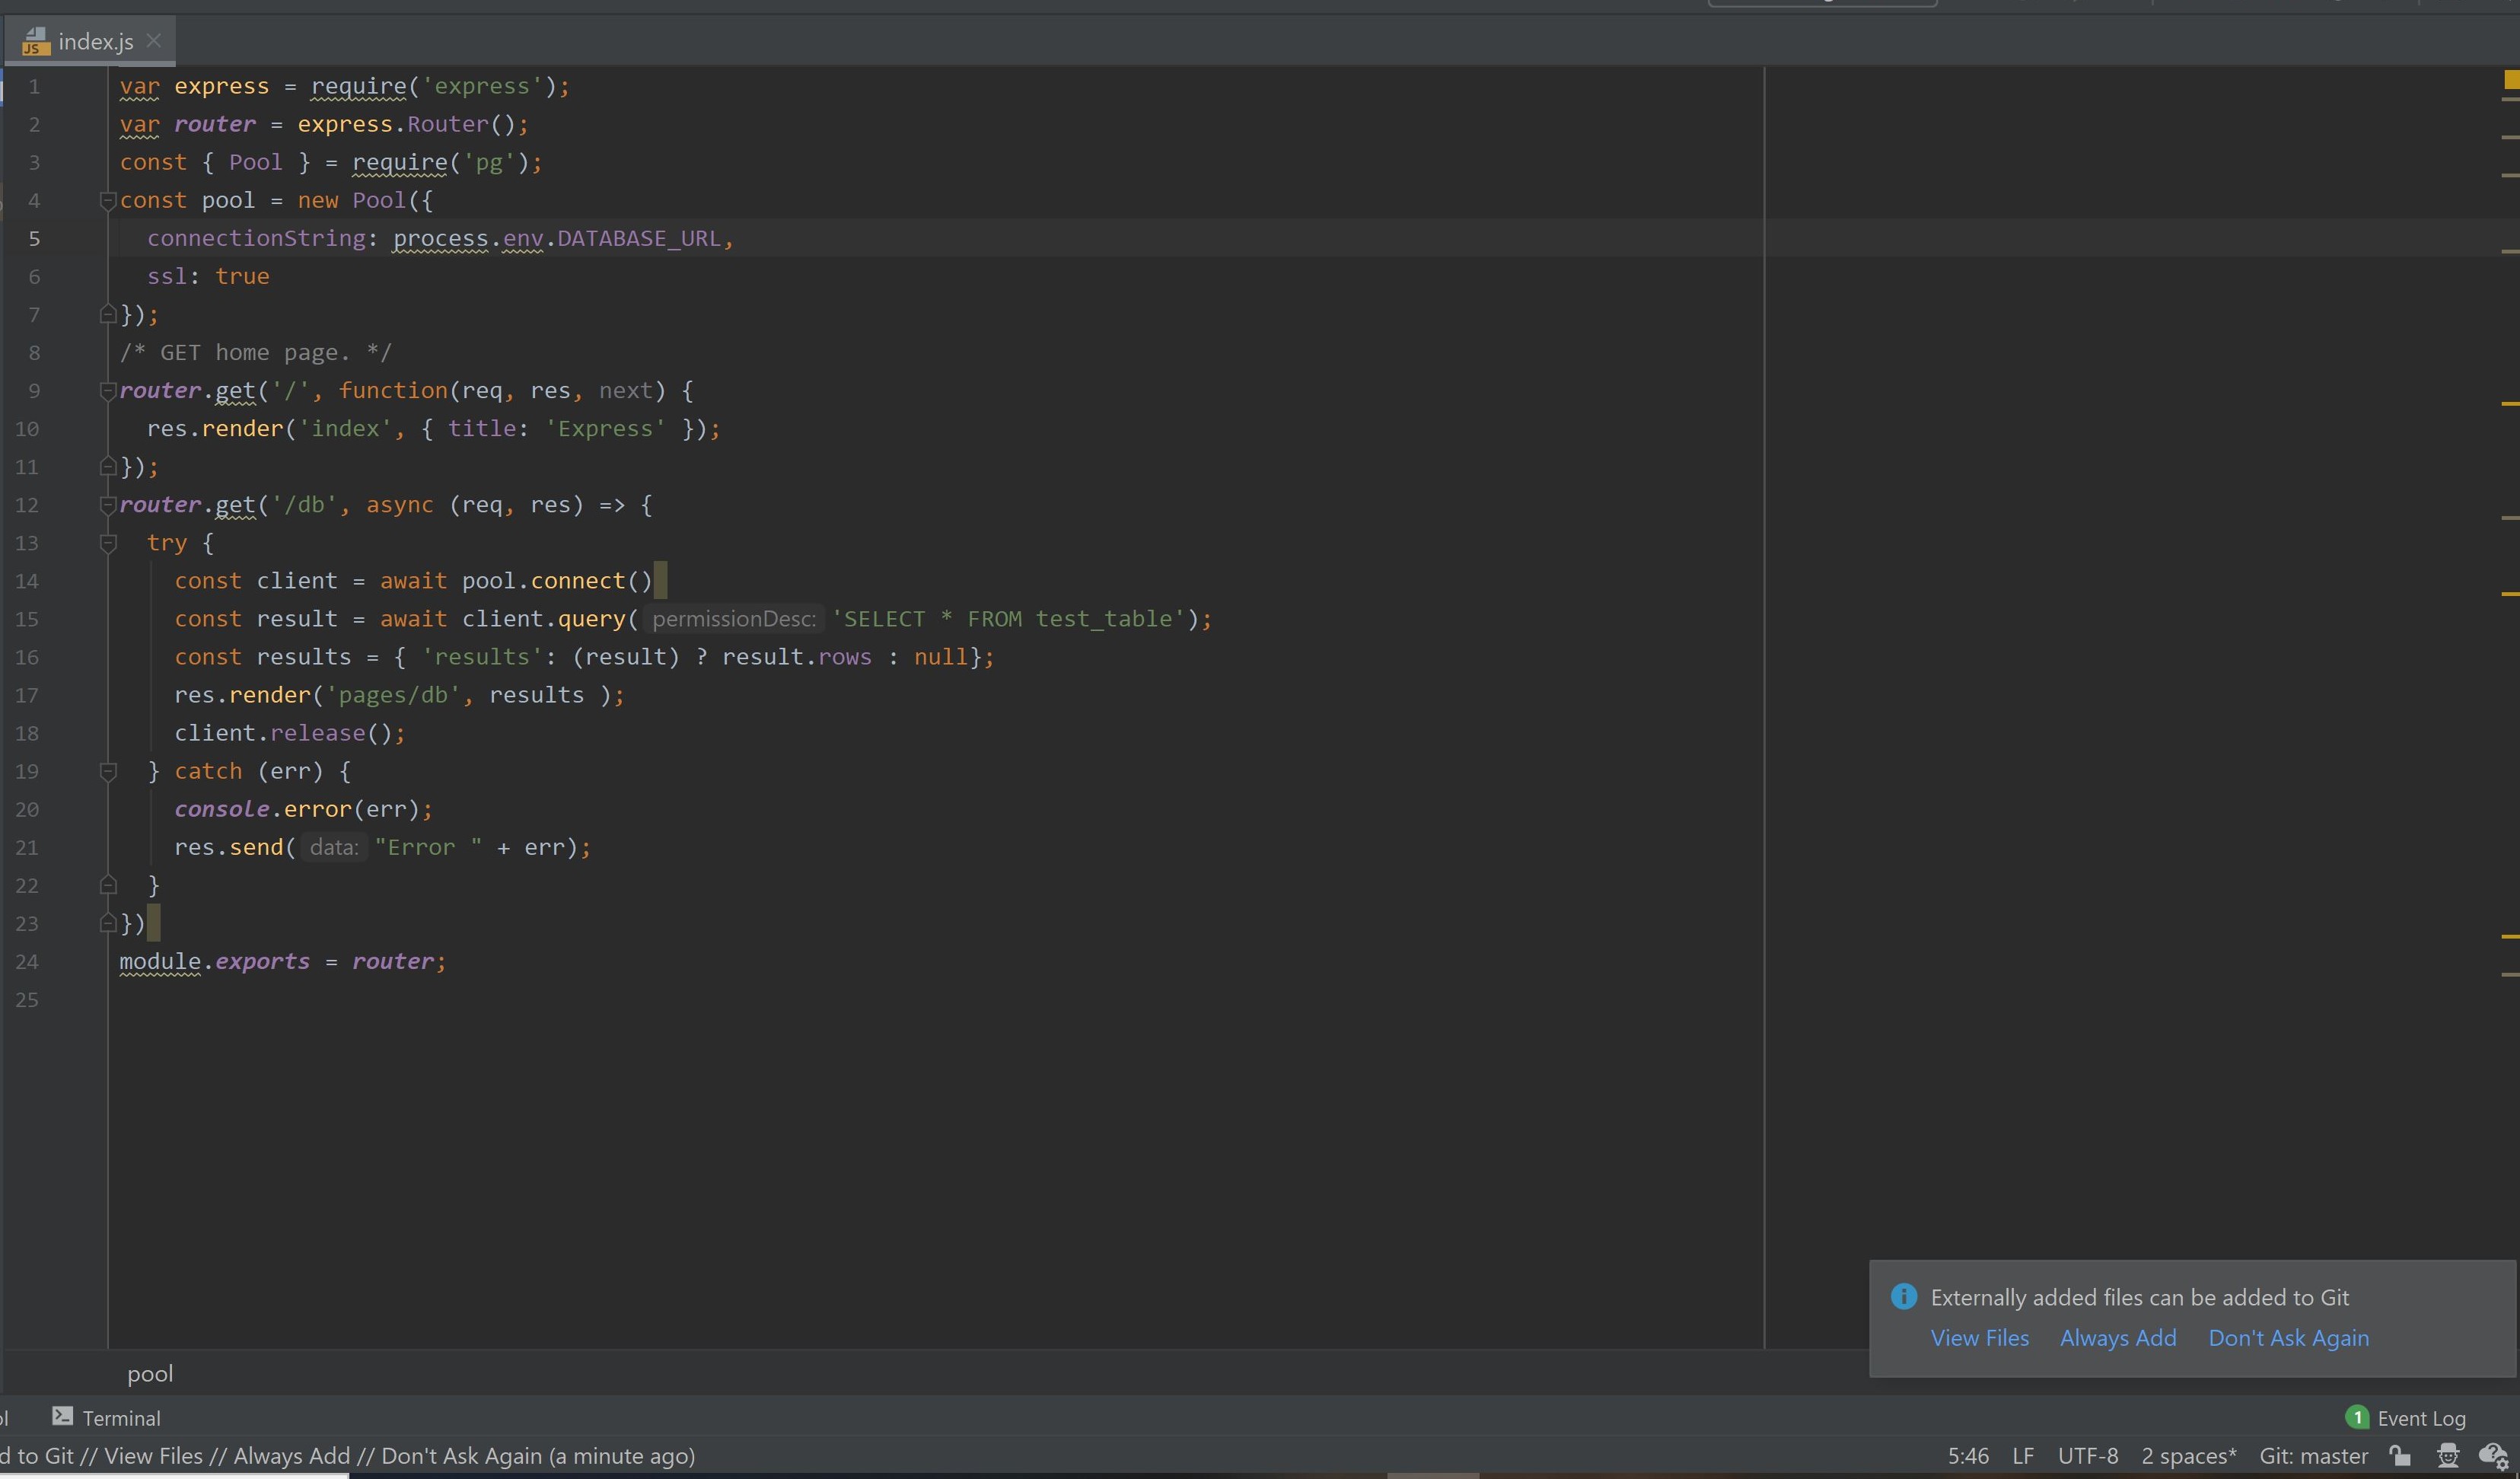 index.js
1 var express = require('express');
2 var router = express.Router();
3 const { Pool } = require('pg');
4 const pool = new Pool({
5   connectionString: process.env.DATABASE_URL,
6   ssl: true
7 });
8 /* GET home page. */
9 router.get('/', function(req, res, next) {
10   res.render('index', { title: 'Express' });
11 });
12 router.get('/db', async (req, res) => {
13   try {
14     const client = await pool.connect()
15     const result = await client.query( permissionDesc: 'SELECT * FROM test_table');
16     const results = { 'results': (result) ? result.rows : null};
17     res.render('pages/db', results );
18     client.release();
19   } catch (err) {
20     console.error(err);
21     res.send( data: "Error " + err);
22   }
23 })
24 module.exports = router;
25
Externally added files can be added to Git
View Files Always Add Don't Ask Again
pool
Terminal
1 Event Log
d to Git // View Files // Always Add // Don't Ask Again (a minute ago)
5:46 LF UTF-8 2 spaces* Git: master